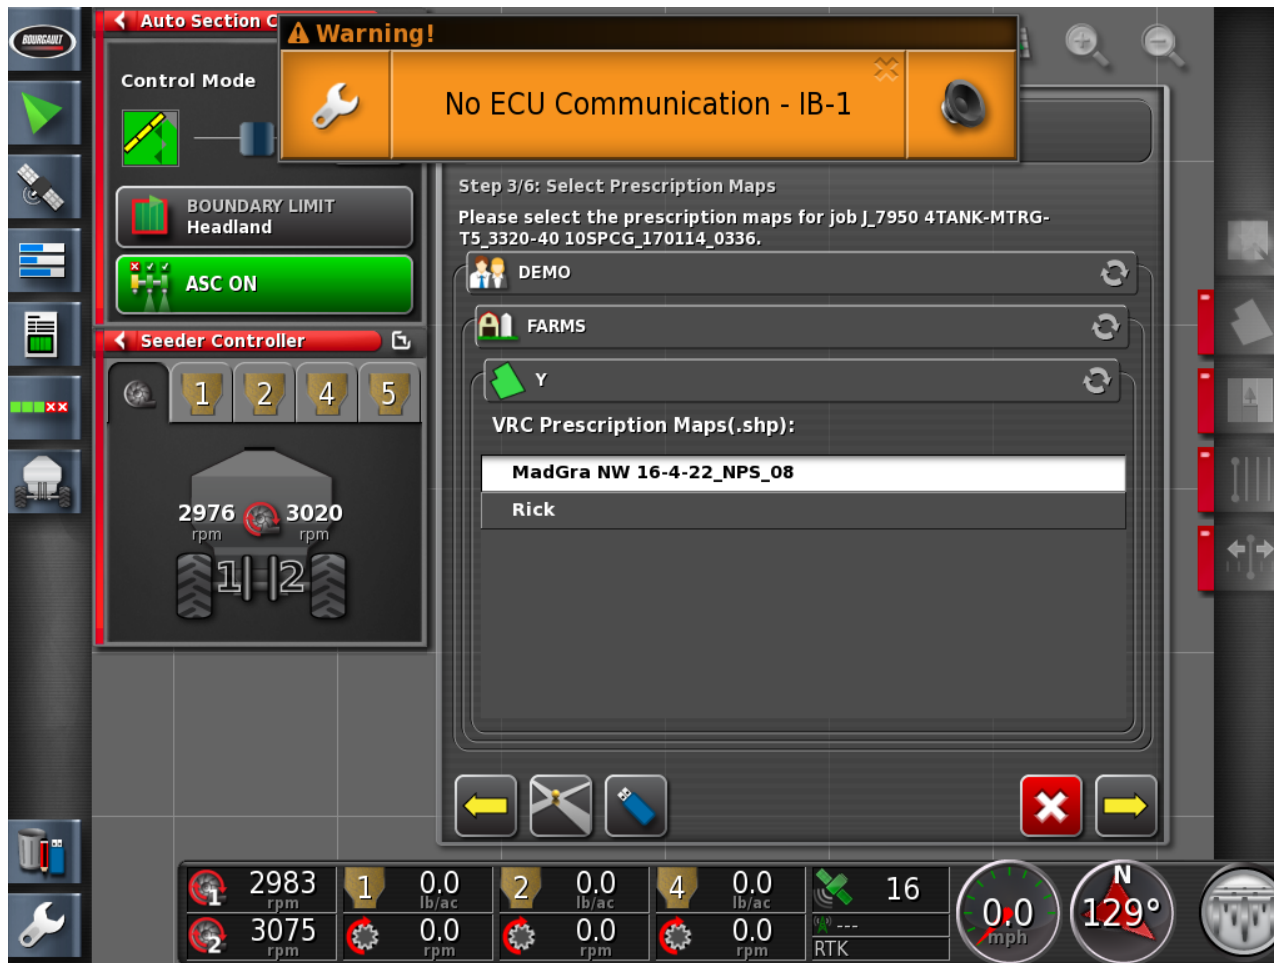 BOURGAULT
Auto Section C
Warning!
No ECU Communication - IB-1
Control Mode
BOUNDARY LIMIT
Headland
ASC ON
Seeder Controller
1
2
4
5
2976
rpm
3020
rpm
1
2
Step 3/6: Select Prescription Maps
Please select the prescription maps for job J_7950 4TANK-MTRG-
T5_3320-40 10SPCG_170114_0336.
DEMO
FARMS
Y
VRC Prescription Maps(.shp):
MadGra NW 16-4-22_NPS_08
Rick
1
2983
rpm
1
0.0
lb/ac
2
0.0
lb/ac
4
0.0
lb/ac
16
2
3075
rpm
0.0
rpm
0.0
rpm
0.0
rpm
---
RTK
0.0
mph
N
129°